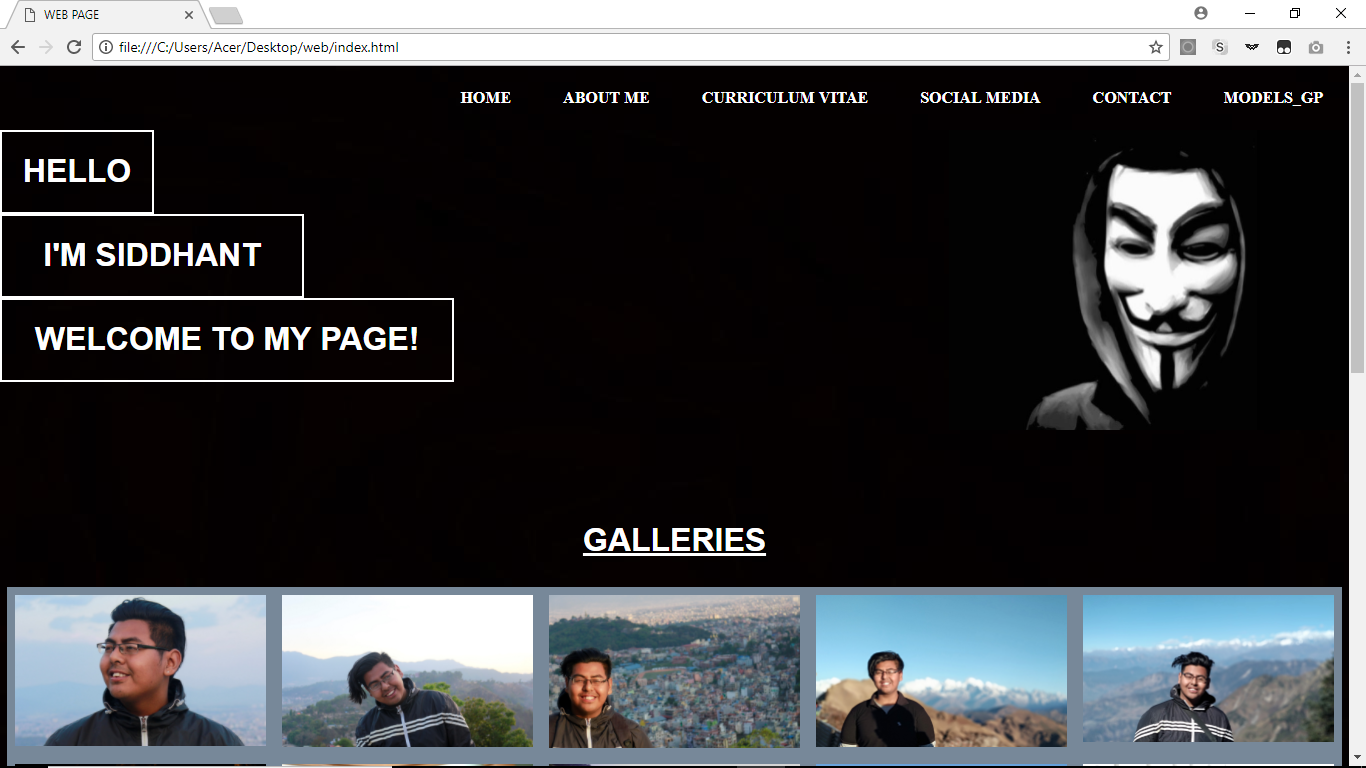 WEB PAGE
file:///C:/Users/Acer/Desktop/web/index.html
S
HOME ABOUT ME CURRICULUM VITAE SOCIAL MEDIA CONTACT MODELS_GP
HELLO
I'M SIDDHANT
WELCOME TO MY PAGE!
GALLERIES